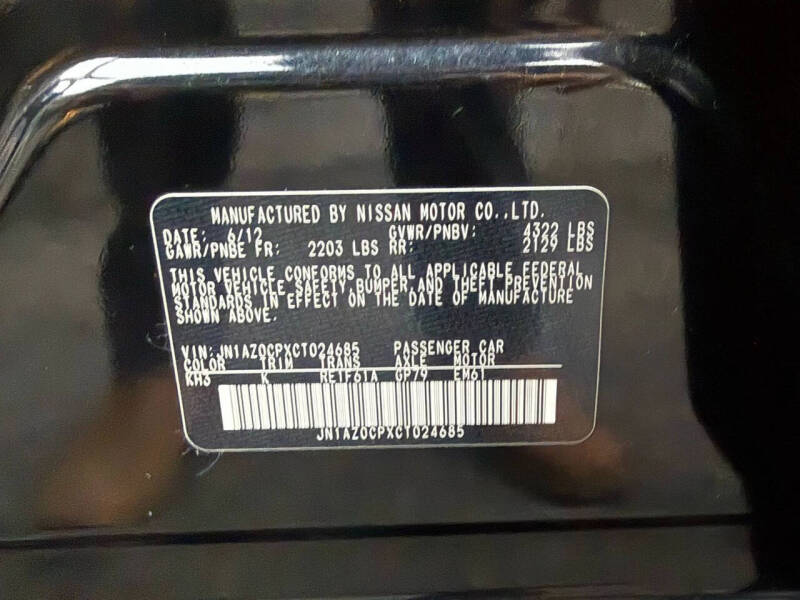 MANUFACTURED BY NISSAN MOTOR CO.,LTD.
DATE: 6/12 GVWR/PNBV: 4322 LBS
GAWR/PNBE FR: 2203 LBS RR: 2129 LBS
THIS VEHICLE CONFORMS TO ALL APPLICABLE FEDERAL
MOTOR VEHICLE SAFETY,BUMPER,AND THEFT PREVENTION
STANDARDS IN EFFECT ON THE DATE OF MANUFACTURE
SHOWN ABOVE.
VIN:JN1AZ0CPXCT024685 PASSENGER CAR
COLOR TRIM TRANS AXLE MOTOR
KH3 K RE1F61A GP79 EM61
JN1AZ0CPXCT024685